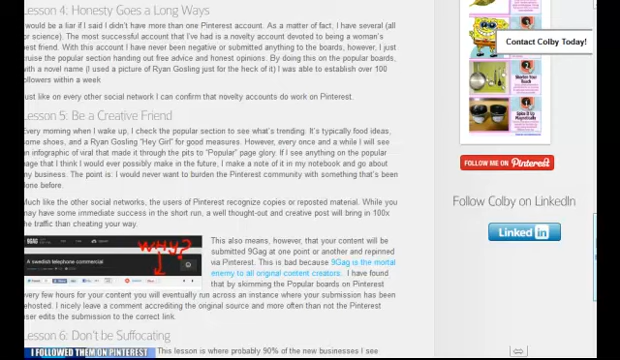 Lesson 4: Honesty Goes a Long Ways
would be a liar if I said I didn't have more than one Pinterest account. As a matter of fact, I have several (all
or science). The most successful account that I've had is a novelty account devoted to being a woman's
best friend. With this account I have never been negative or submitted anything to the boards, however, I just
cruise the popular section handing out free advice and honest opinions. By doing this on the popular boards,
with a novel name (I used a picture of Ryan Gosling just for the heck of it) I was able to establish over 100
followers within a week
Just like on every other social network I can confirm that novelty accounts do work on Pinterest.
Lesson 5: Be a Creative Friend
Every morning when I wake up, I check the popular section to see what's trending. It's typically food ideas,
some shoes, and a Ryan Gosling "Hey Girl" for good measures. However, every once and a while I will see
an infographic of viral that made it through the pits to "Popular" page glory. If I see anything on the popular
page that I think I would ever possibly make in the future, I make a note of it in my notebook and go about
my business. The point is: I would never want to burden the Pinterest community with something that's been
done before.
Much like the other social networks, the users of Pinterest recognize copies or reposted material. While you
may have some immediate success in the short run, a well thought-out and creative post will bring in 100x
the traffic than cheating your way.
9GAG
WHY?
A swedish telephone commercial
This also means, however, that your content will be
submitted 9Gag at one point or another and repinned
via Pinterest. This is bad because 9Gag is the mortal
enemy to all original content creators. I have found
that by skimming the Popular boards on Pinterest
every few hours for your content you will eventually run across an instance where your submission has been
rehosted. I nicely leave a comment accrediting the original source and more often than not the Pinterest
user edits the submission to the correct link.
Lesson 6: Don't be Suffocating
I FOLLOWED THEM ON PINTEREST
This lesson is where probably 90% of the new businesses I see
Contact Colby Today!
FOLLOW ME ON Pinterest
Follow Colby on LinkedIn
Linked in